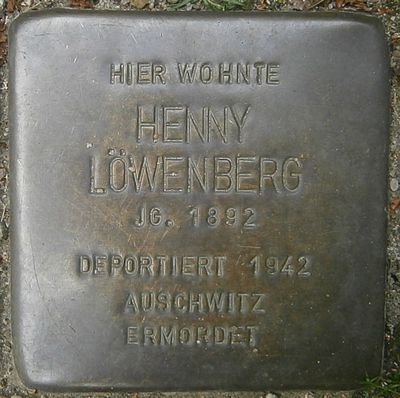 HIER WOHNTE
HENNY
LÖWENBERG
JG. 1892
DEPORTIERT 1942
AUSCHWITZ
ERMORDET